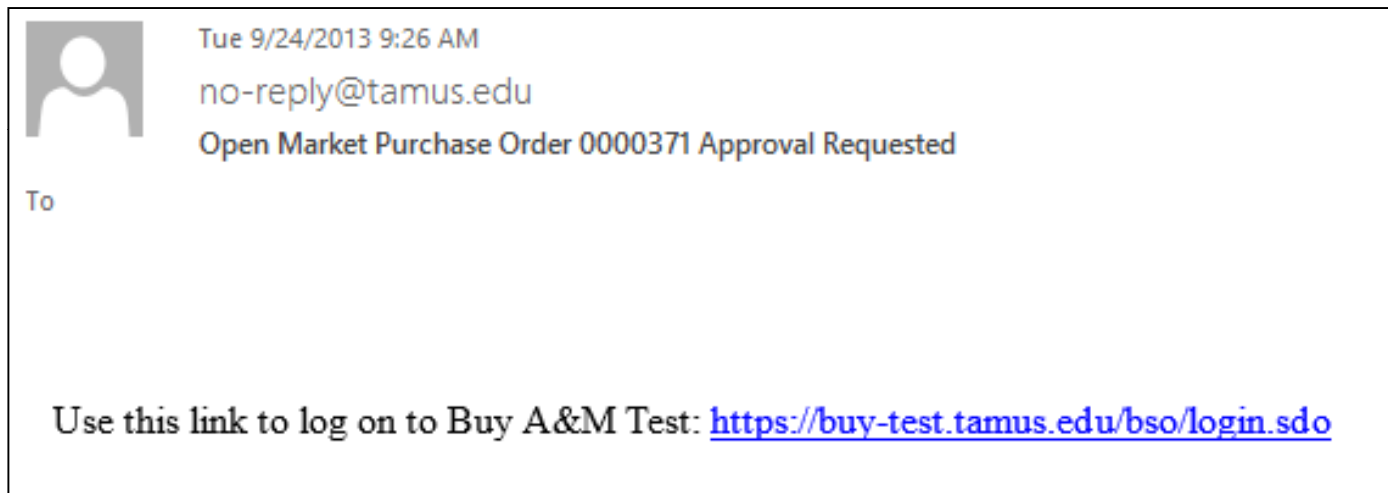 Tue 9/24/2013 9:26 AM
no-reply@tamus.edu
Open Market Purchase Order 0000371 Approval Requested
To
Use this link to log on to Buy A&M Test: https://buy-test.tamus.edu/bso/login.sdo